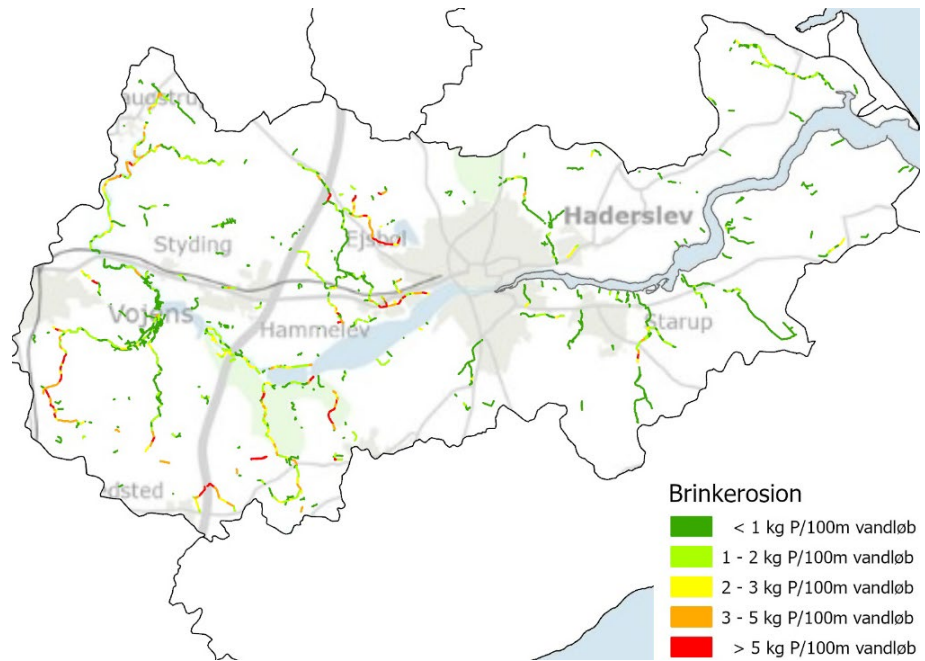 Haderslev
Styding
Ejsbøl
Vojens
Hammelev
Starup
Brinkerosion
< 1 kg P/100m vandløb
1 - 2 kg P/100m vandløb
2 - 3 kg P/100m vandløb
3 - 5 kg P/100m vandløb
> 5 kg P/100m vandløb